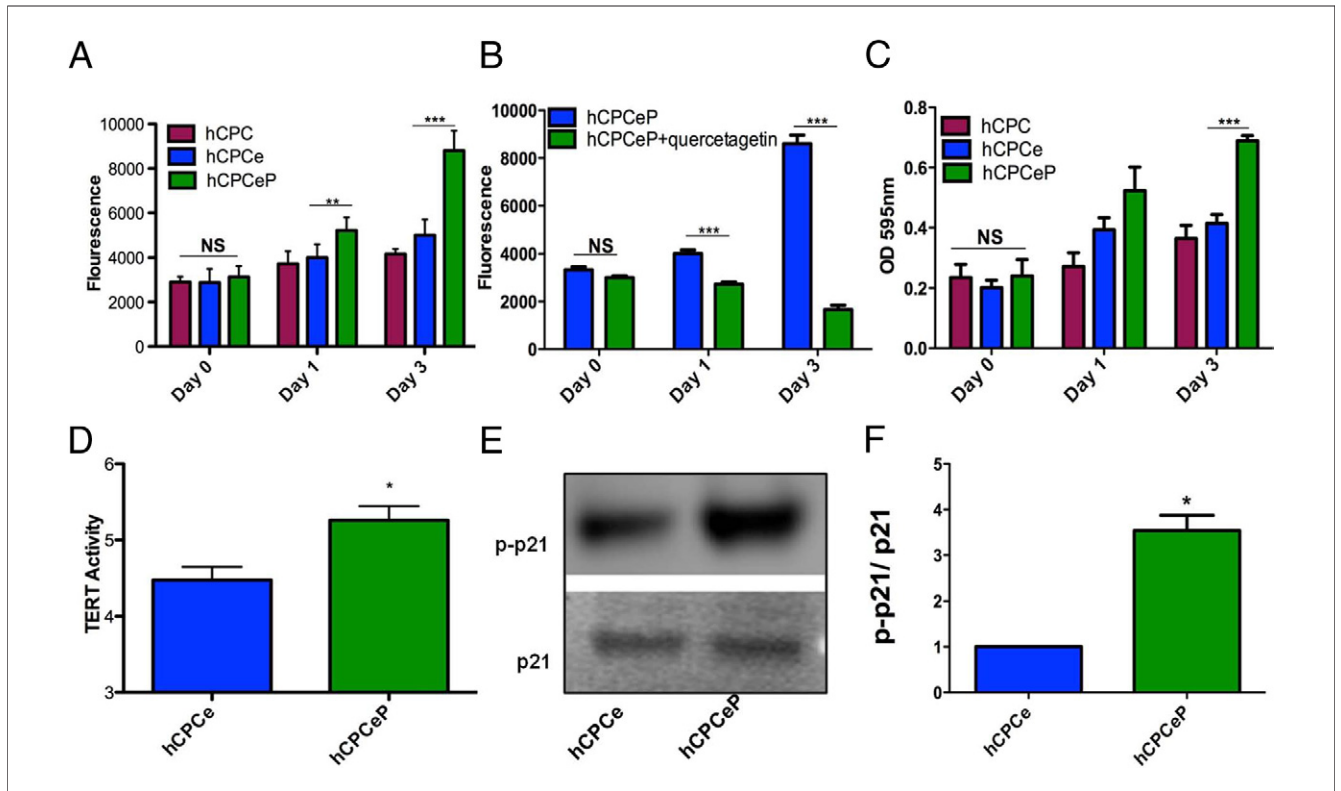 A
Flourescence
10000
8000
6000
4000
2000
0
hCPC
hCPCe
hCPCeP
NS
**
***
Day 0
Day 1
Day 3
B
Fluorescence
10000
8000
6000
4000
2000
0
hCPCeP
hCPCeP+quercetagetin
NS
***
***
Day 0
Day 1
Day 3
C
OD 595nm
0.8
0.6
0.4
0.2
0.0
hCPC
hCPCe
hCPCeP
NS
***
Day 0
Day 1
Day 3
D
TERT Activity
6
5
4
3
*
hCPCe
hCPCeP
E
p-p21
p21
hCPCe
hCPCeP
F
p-p21/ p21
5
4
3
2
1
0
*
hCPCe
hCPCeP